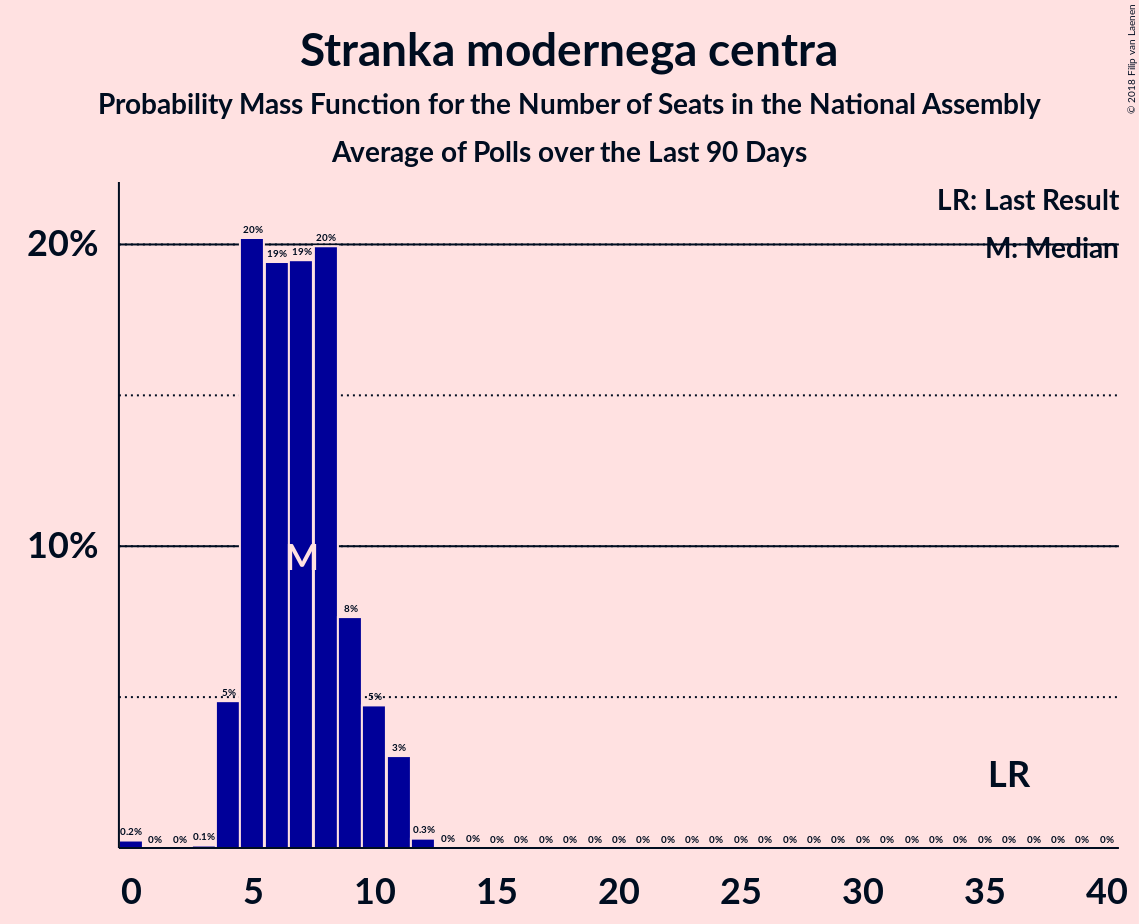 Stranka modernega centra
Probability Mass Function for the Number of Seats in the National Assembly
Average of Polls over the Last 90 Days
© 2018 Filip van Laenen
LR: Last Result
M: Median
20%
10%
0.2% 0% 0% 0.1% 5% 20% 19% 19% 20% 8% 5% 3% 0.3% 0% 0% 0% 0% 0% 0% 0% 0% 0% 0% 0% 0% 0% 0% 0% 0% 0% 0% 0% 0% 0% 0% 0% 0% 0% 0% 0% 0%
M
LR
0 5 10 15 20 25 30 35 40